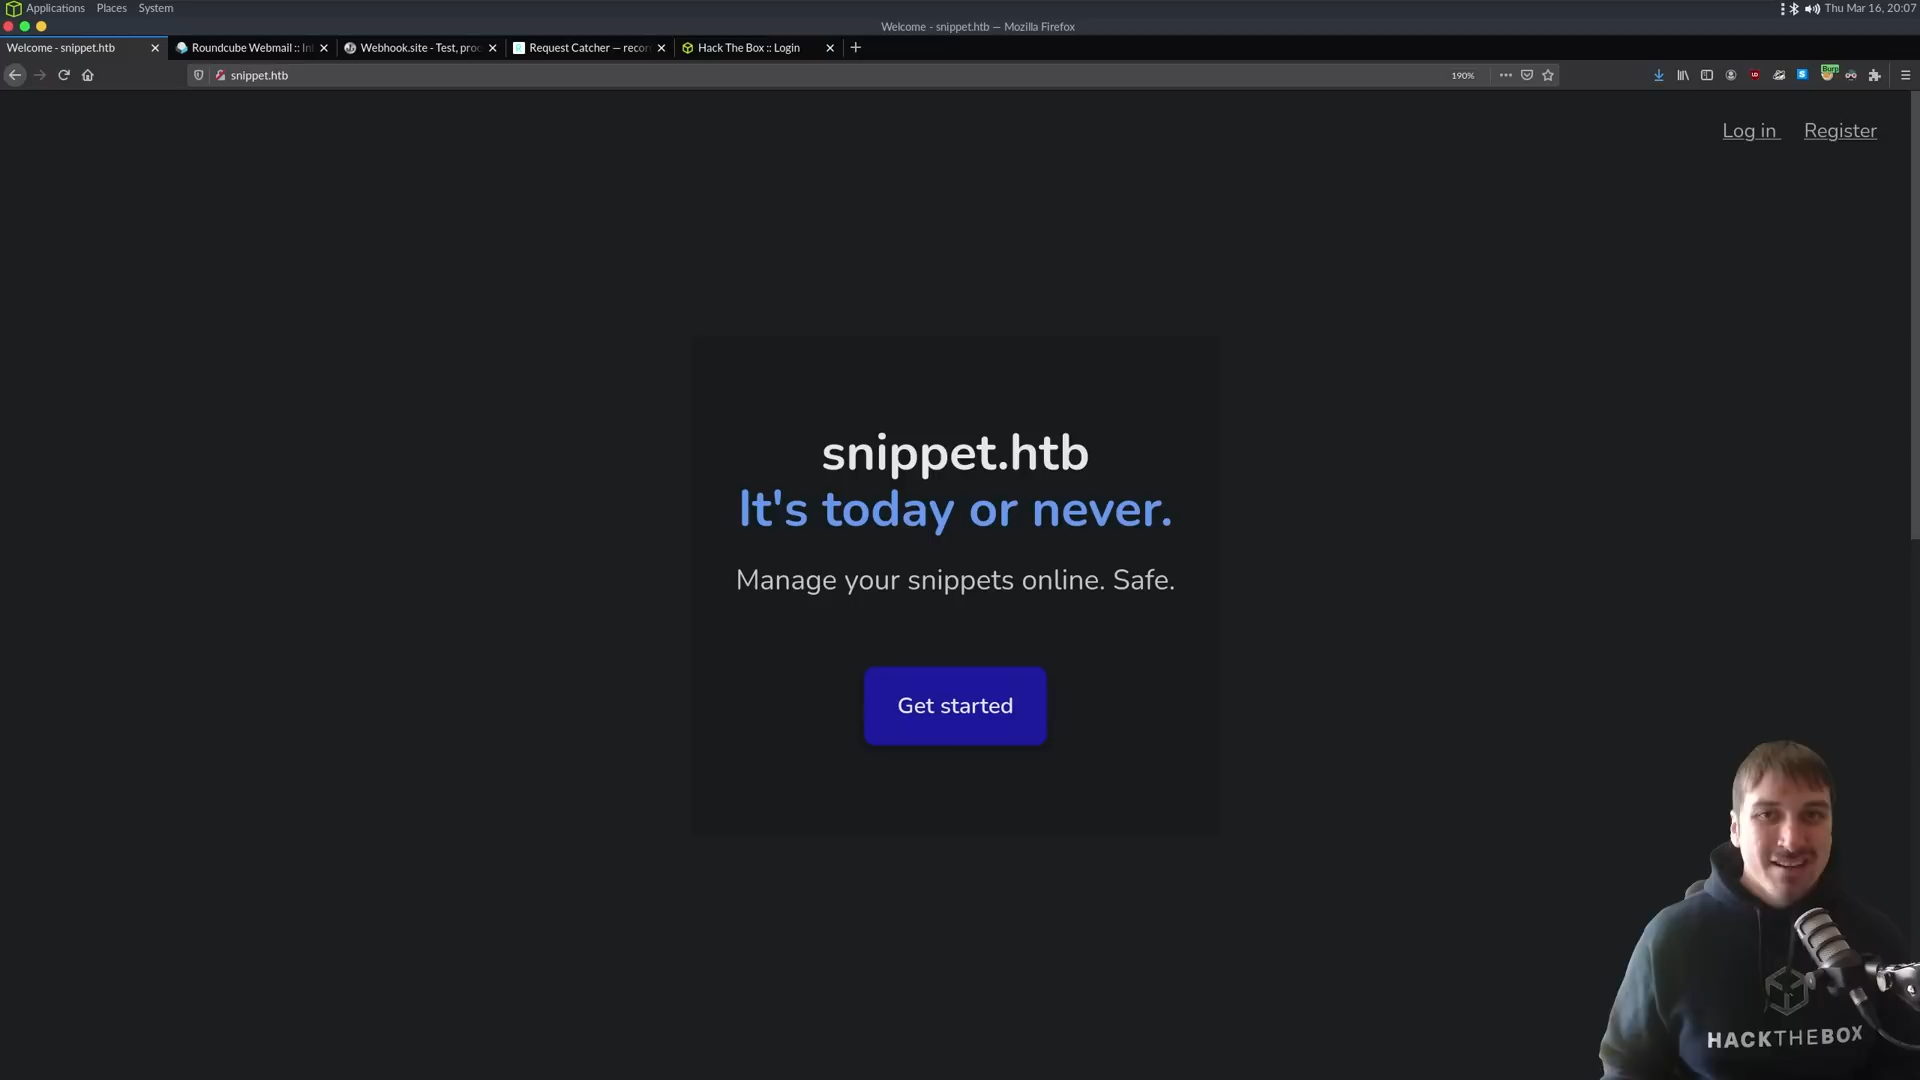 Applications Places System
Thu Mar 16, 20:07
Welcome - snippet.htb — Mozilla Firefox
Welcome - snippet.htb
Roundcube Webmail :: In
Webhook.site - Test, proc
Request Catcher — recor
Hack The Box :: Login
snippet.htb
190%
Burp
Log in Register
snippet.htb
It's today or never.
Manage your snippets online. Safe.
Get started
HACKTHEBOX